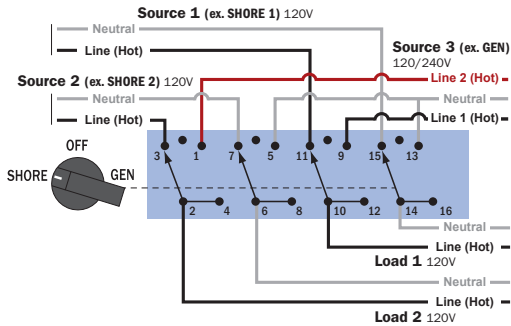 Source 1 (ex. SHORE 1) 120V
Neutral
Line (Hot)
Source 3 (ex. GEN)
120/240V
Line 2 (Hot)
Source 2 (ex. SHORE 2) 120V
Neutral
Neutral
Line (Hot)
Line 1 (Hot)
OFF
SHORE
GEN
3 1 7 5 11 9 15 13
2 4 6 8 10 12 14 16
Neutral
Line (Hot)
Load 1 120V
Neutral
Line (Hot)
Load 2 120V